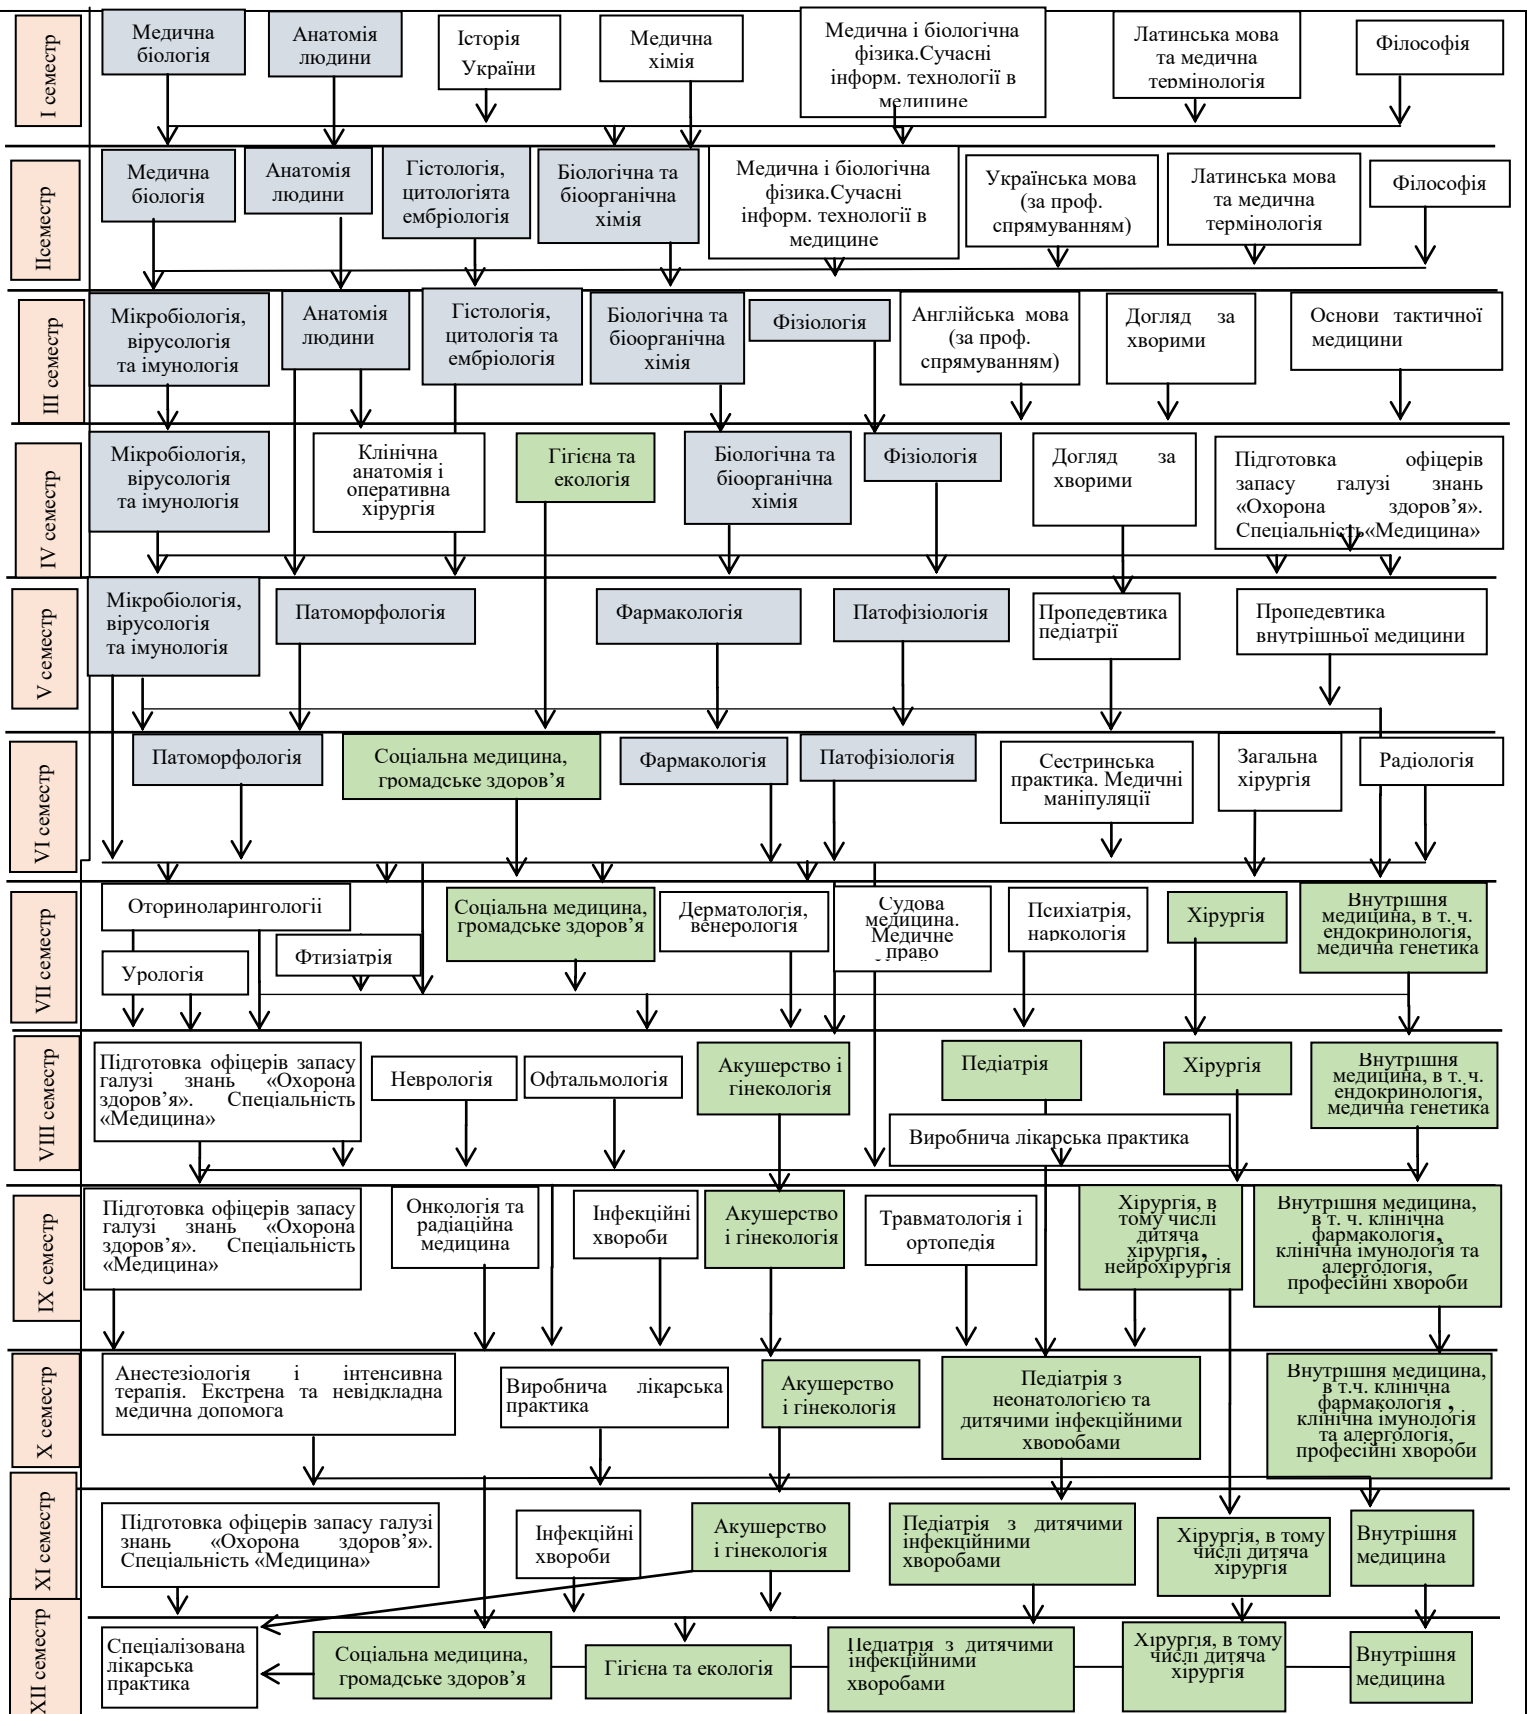 I семестр
Медична
біологія
Анатомія
людини
Історія
України
Медична
хімія
Медична і біологічна
фізика.Сучасні
інформ. технології в
медицине
Латинська мова
та медична
термінологія
Філософія
IIсеместр
Медична
біологія
Анатомія
людини
Гістологія,
цитологіята
ембріологія
Біологічна та
біоорганічна
хімія
Медична і біологічна
фізика.Сучасні
інформ. технології в
медицине
Українська мова
(за проф.
спрямуванням)
Латинська мова
та медична
термінологія
Філософія
III семестр
Мікробіологія,
вірусологія
та імунологія
Анатомія
людини
Гістологія,
цитологія та
ембріологія
Біологічна та
біоорганічна
хімія
Фізіологія
Англійська мова
(за проф.
спрямуванням)
Догляд за
хворими
Основи тактичної
медицини
IV семестр
Мікробіологія,
вірусологія
та імунологія
Клінічна
анатомія і
оперативна
хірургія
Гігієна та
екологія
Біологічна та
біоорганічна
хімія
Фізіологія
Догляд за
хворими
Підготовка офіцерів
запасу галузі знань
«Охорона здоров’я».
Спеціальність«Медицина»
V семестр
Мікробіологія,
вірусологія
та імунологія
Патоморфологія
Фармакологія
Патофізіологія
Пропедевтика
педіатрії
Пропедевтика
внутрішньої медицини
VI семестр
Патоморфологія
Соціальна медицина,
громадське здоров’я
Фармакологія
Патофізіологія
Сестринська
практика. Медичні
маніпуляції
Загальна
хірургія
Радіологія
VII семестр
Оториноларингології
Урологія
Фтизіатрія
Соціальна медицина,
громадське здоров’я
Дерматологія,
венерологія
Судова
медицина.
Медичне
право
Психіатрія,
наркологія
Хірургія
Внутрішня
медицина, в т. ч.
ендокринологія,
медична генетика
VIII семестр
Підготовка офіцерів запасу
галузі знань «Охорона
здоров’я». Спеціальність
«Медицина»
Неврологія
Офтальмологія
Акушерство і
гінекологія
Педіатрія
Виробнича лікарська практика
Хірургія
Внутрішня
медицина, в т. ч.
ендокринологія,
медична генетика
IX семестр
Підготовка офіцерів запасу
галузі знань «Охорона
здоров’я». Спеціальність
«Медицина»
Онкологія та
радіаційна
медицина
Інфекційні
хвороби
Акушерство
і гінекологія
Травматологія і
ортопедія
Хірургія, в
тому числі
дитяча
хірургія,
нейрохірургія
Внутрішня медицина,
в т. ч. клінічна
фармакологія,
клінічна імунологія та
алергологія,
професійні хвороби
X семестр
Анестезіологія і інтенсивна
терапія. Екстрена та невідкладна
медична допомога
Виробнича лікарська
практика
Акушерство
і гінекологія
Педіатрія з
неонатологією та
дитячими інфекційними
хворобами
Внутрішня медицина,
в т.ч. клінічна
фармакологія ,
клінічна імунологія
та алергологія,
професійні хвороби
XI семестр
Підготовка офіцерів запасу галузі
знань «Охорона здоров’я».
Спеціальність «Медицина»
Інфекційні
хвороби
Акушерство
і гінекологія
Педіатрія з дитячими
інфекційними
хворобами
Хірургія, в тому
числі дитяча
хірургія
Внутрішня
медицина
XII семестр
Спеціалізована
лікарська
практика
Соціальна медицина,
громадське здоров’я
Гігієна та екологія
Педіатрія з дитячими
інфекційними
хворобами
Хірургія, в тому
числі дитяча
хірургія
Внутрішня
медицина